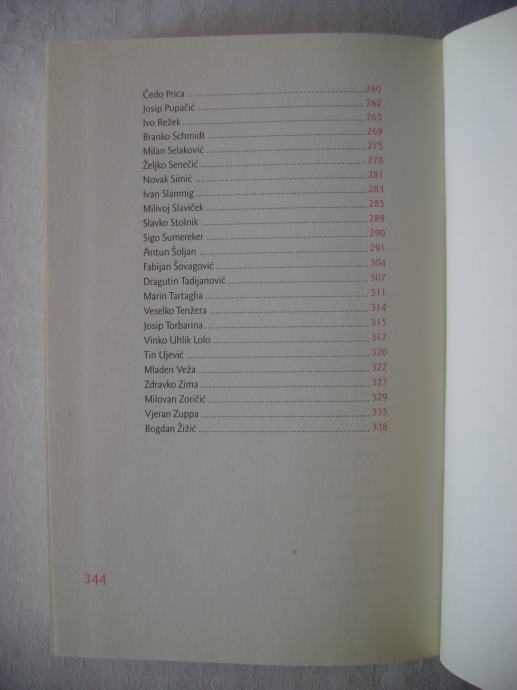 Čedo Prica ........ 260
Josip Pupačić ........ 262
Ivo Režek ........ 265
Branko Schmidt ........ 269
Milan Selaković ........ 275
Željko Senečić ........ 278
Novak Simić ........ 281
Ivan Slamnig ........ 283
Milivoj Slaviček ........ 285
Slavko Stolnik ........ 289
Sigo Sumereker ........ 290
Antun Šoljan ........ 291
Fabijan Šovagović ........ 304
Dragutin Tadijanović ........ 307
Marin Tartaglia ........ 311
Veselko Tenžera ........ 314
Josip Torbarina ........ 315
Vinko Uhlik Lolo ........ 317
Tin Ujević ........ 320
Mladen Veža ........ 322
Zdravko Zima ........ 327
Milovan Zoričić ........ 329
Vjeran Zuppa ........ 335
Bogdan Žižić ........ 338
344